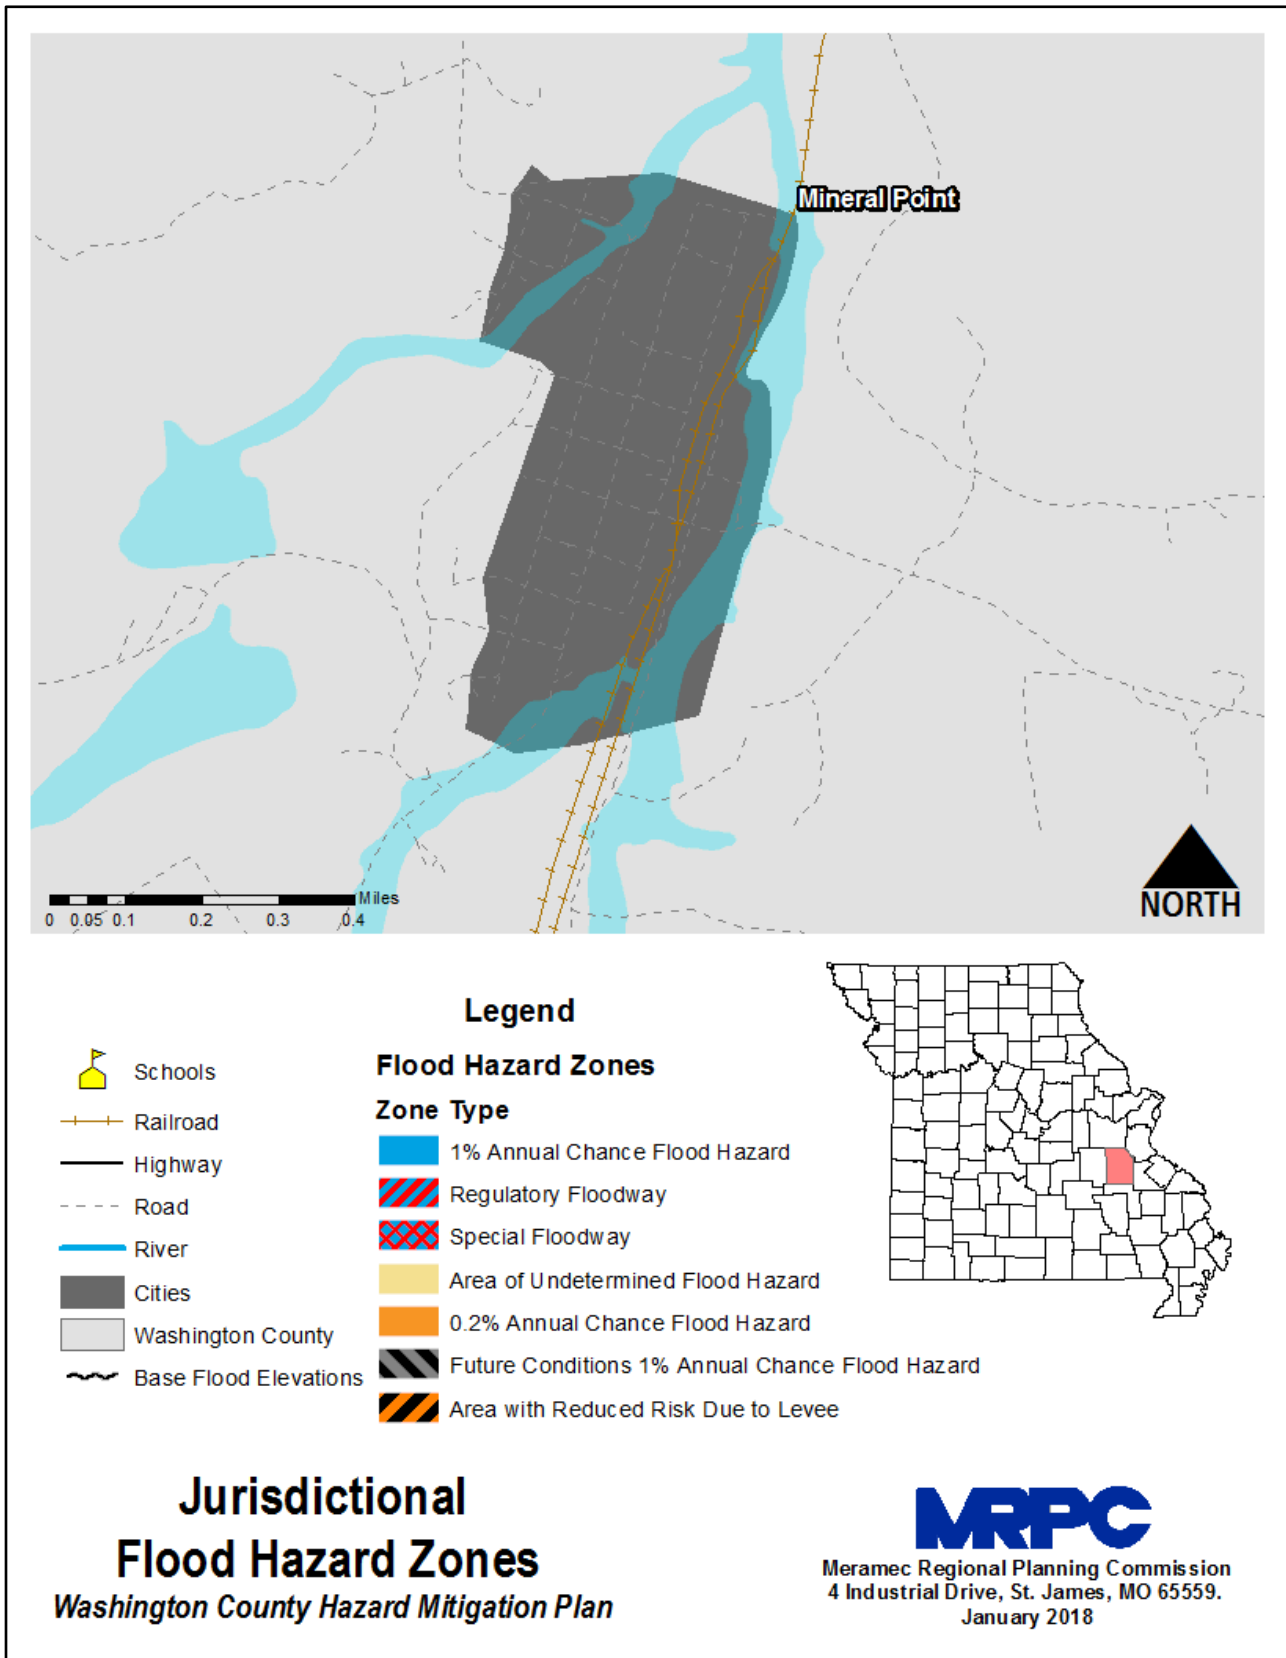 Mineral Point
Miles
0 0.05 0.1 0.2 0.3 0.4
NORTH
Legend
Schools
Railroad
Highway
Road
River
Cities
Washington County
Base Flood Elevations
Flood Hazard Zones
Zone Type
1% Annual Chance Flood Hazard
Regulatory Floodway
Special Floodway
Area of Undetermined Flood Hazard
0.2% Annual Chance Flood Hazard
Future Conditions 1% Annual Chance Flood Hazard
Area with Reduced Risk Due to Levee
Jurisdictional
Flood Hazard Zones
Washington County Hazard Mitigation Plan
MRPC
Meramec Regional Planning Commission
4 Industrial Drive, St. James, MO 65559.
January 2018